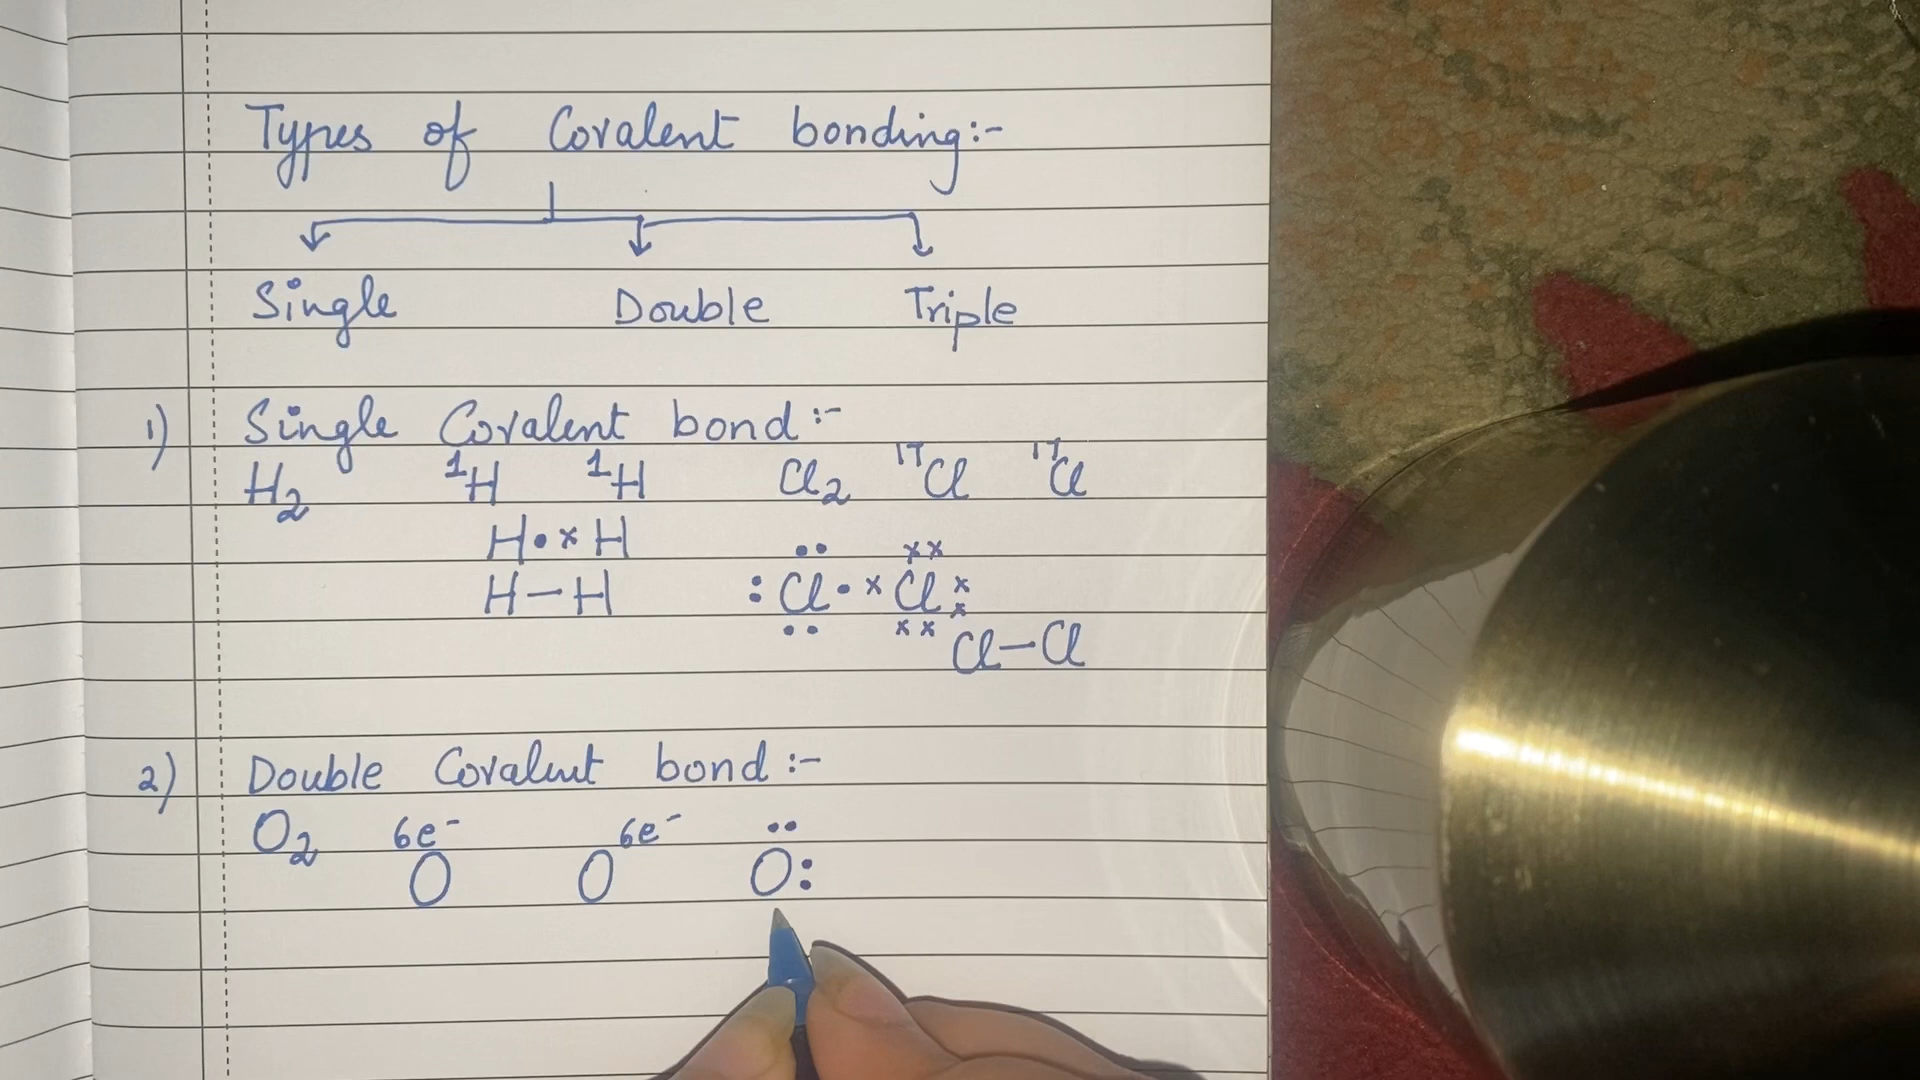 Types of Covalent bonding:-
Single Double Triple
1) Single Covalent bond:-
H₂ ¹H ¹H Cl₂ ¹⁷Cl ¹⁷Cl
H•×H
•• ××
H—H :Cl•×Cl×× 
•• ××
Cl—Cl
2) Double Covalent bond:-
O₂ 6e⁻ 6e⁻ ••
O O O: